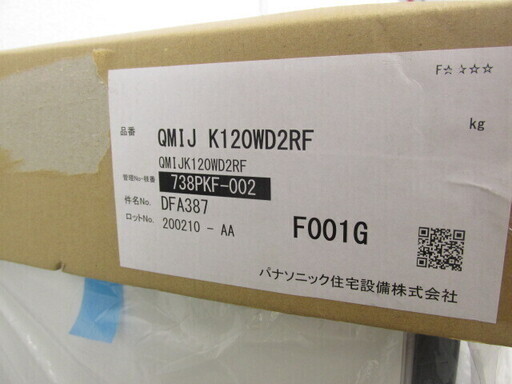 F☆☆☆☆
kg
品番 QMIJ K120WD2RF
QMIJK120WD2RF
管理No-枝番 738PKF-002
件名No. DFA387
ロットNo. 200210 - AA
F001G
パナソニック住宅設備株式会社